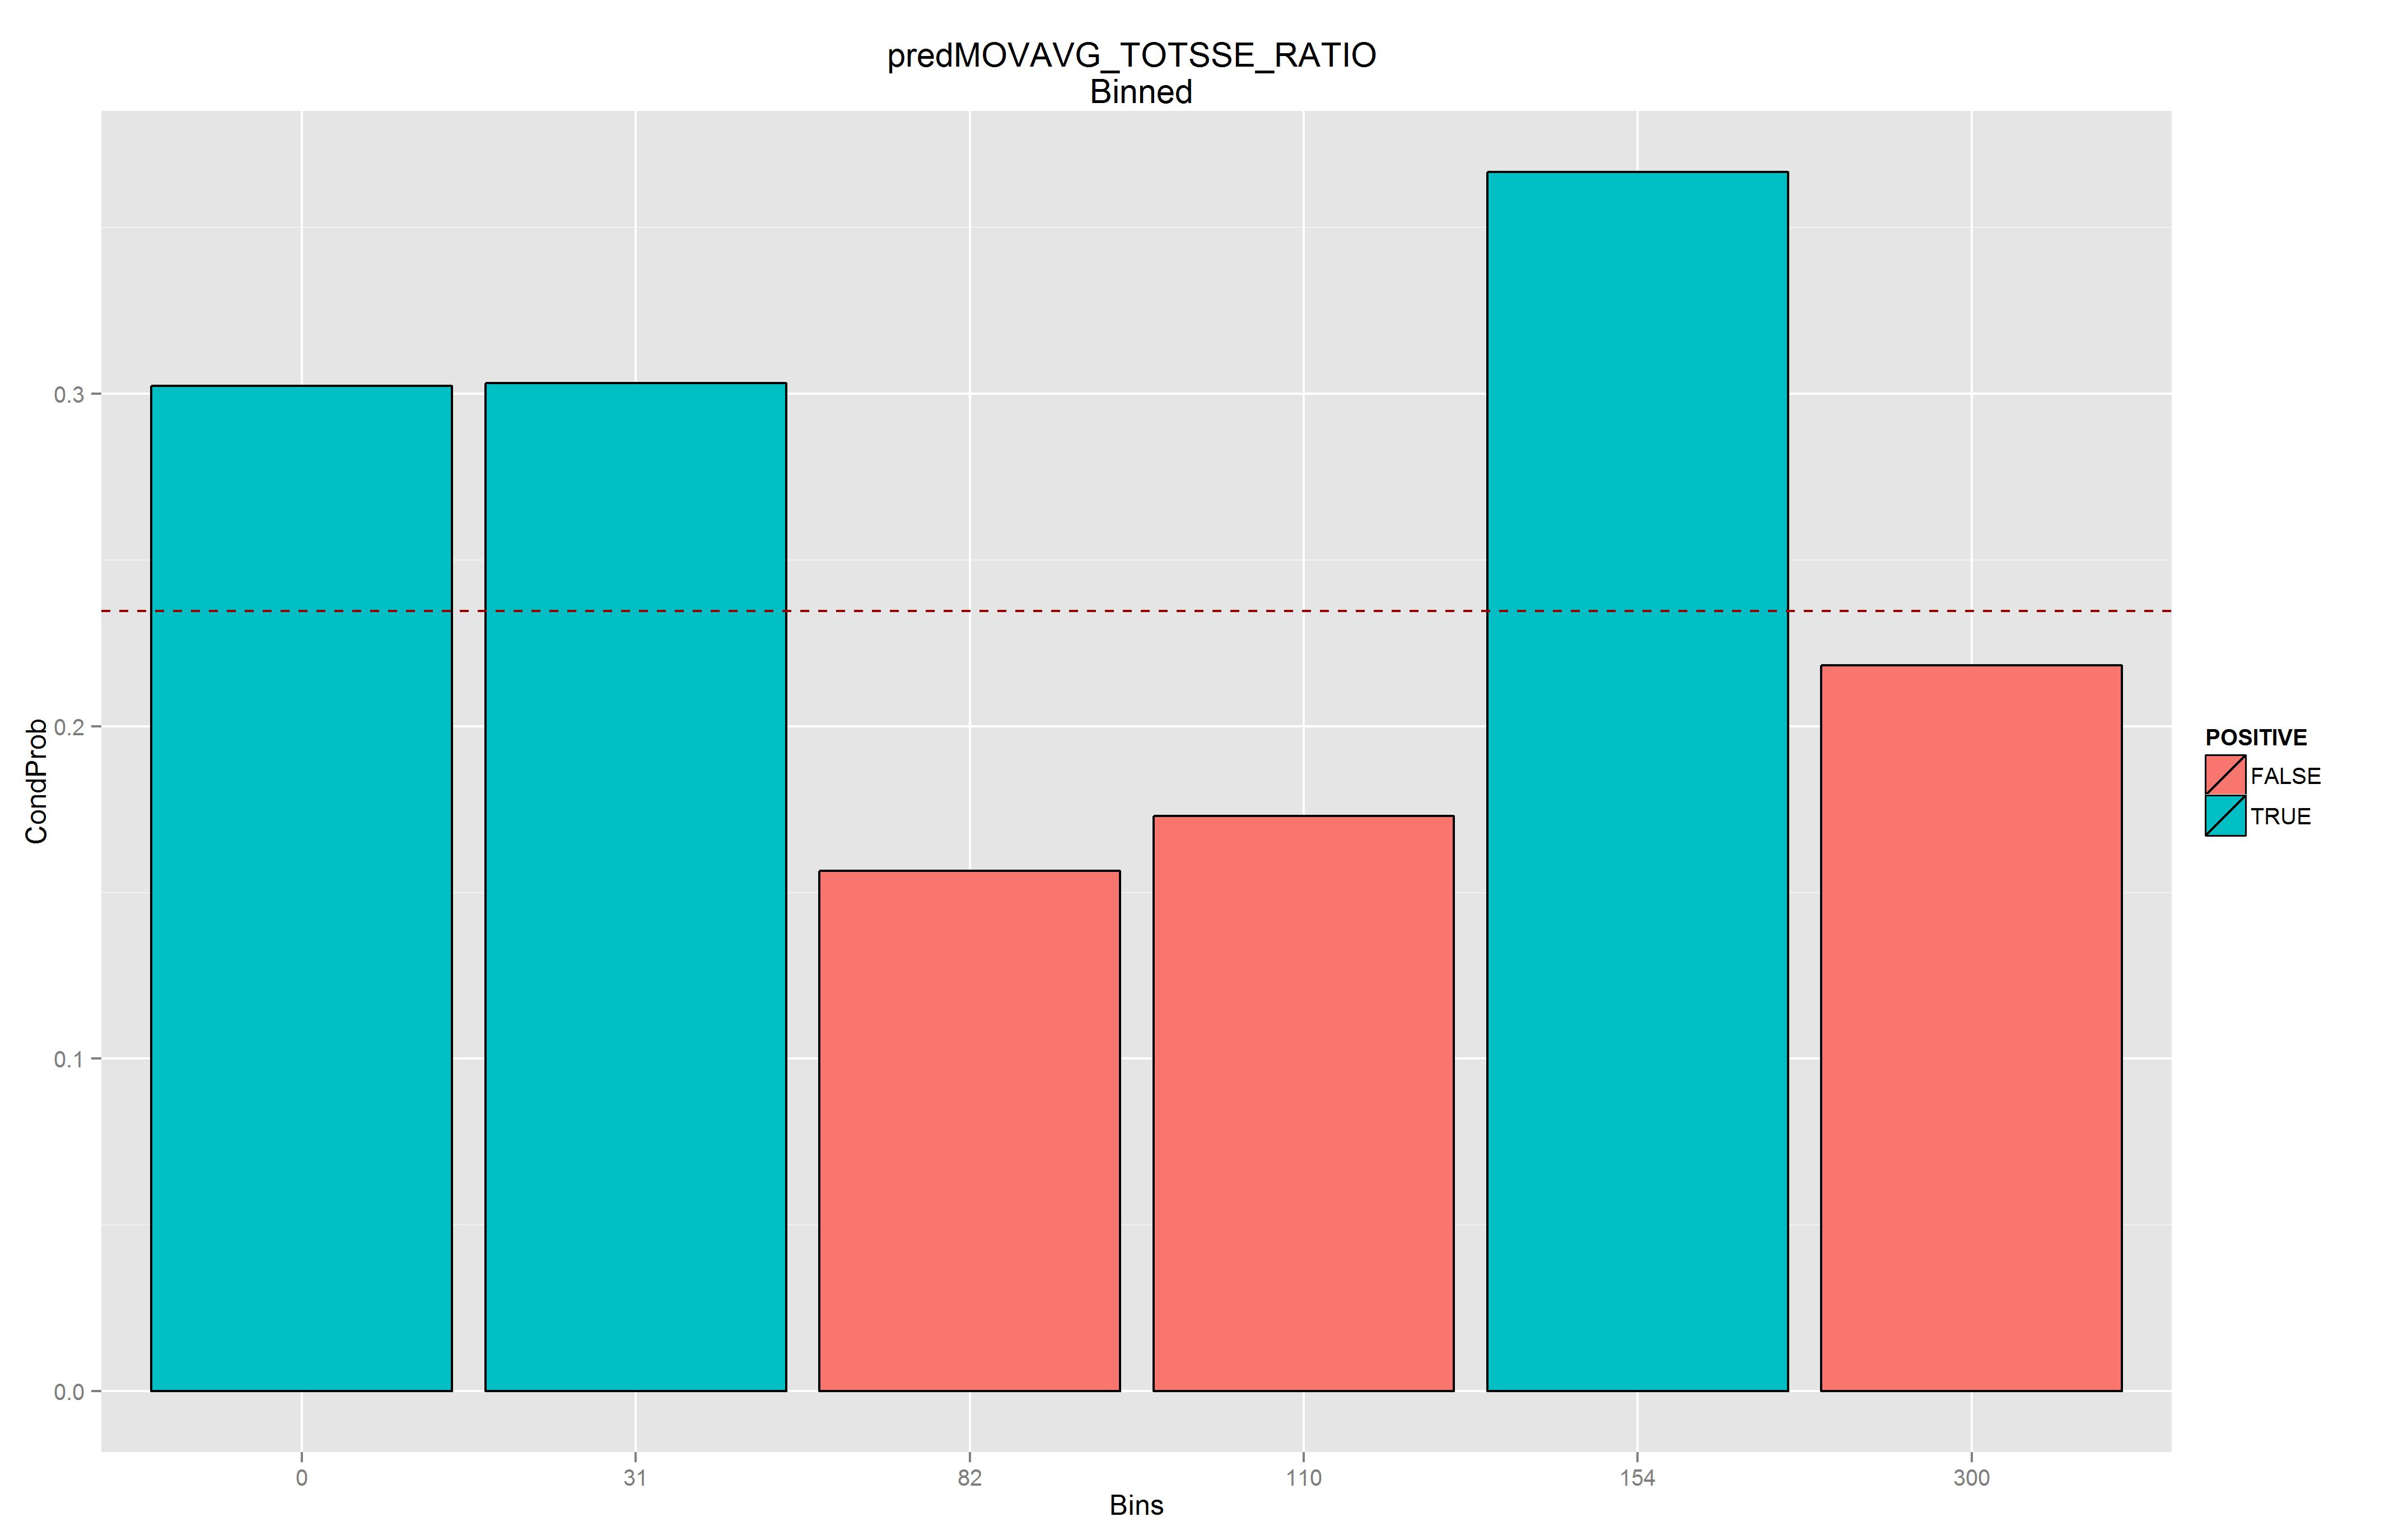 predMOVAVG_TOTSSE_RATIO
Binned
CondProb
0.3
0.2
0.1
0.0
0 31 82 110 154 300
Bins
POSITIVE
FALSE
TRUE